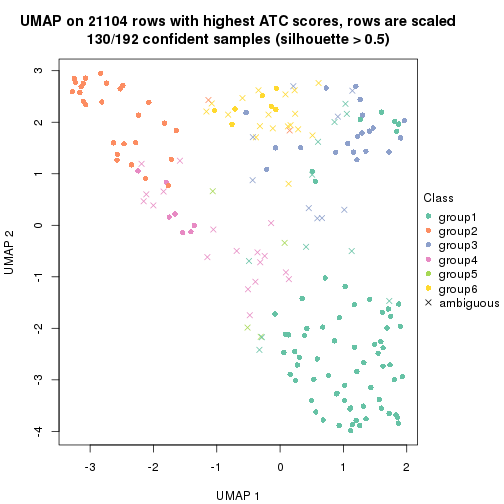 UMAP on 21104 rows with highest ATC scores, rows are scaled
130/192 confident samples (silhouette > 0.5)
3
2
1
0
-1
-2
-3
-4
UMAP 2
-3
-2
-1
0
1
2
UMAP 1
Class
group1
group2
group3
group4
group5
group6
ambiguous